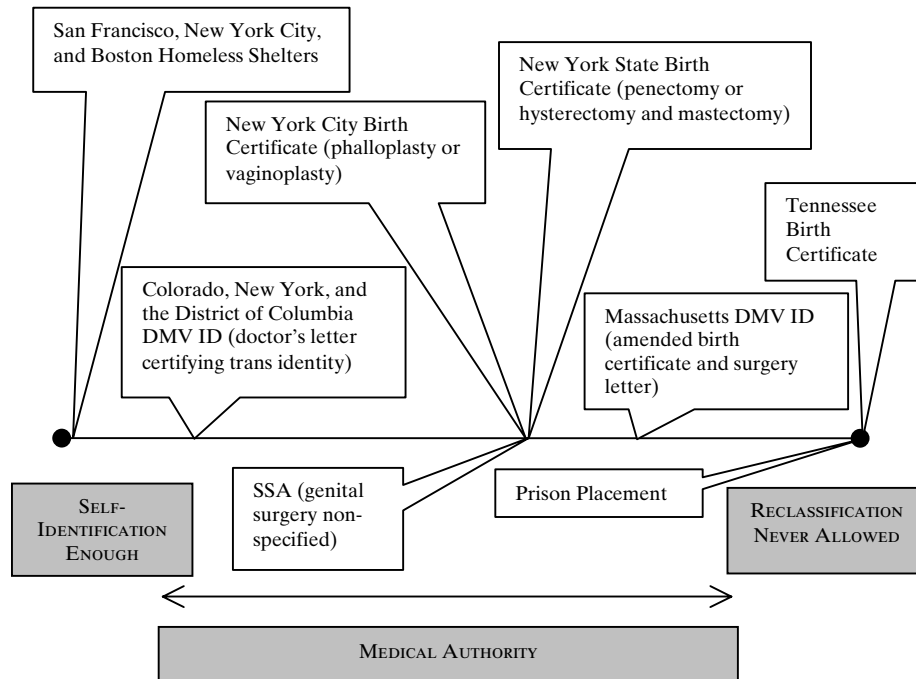 San Francisco, New York City,
and Boston Homeless Shelters
New York State Birth
Certificate (penectomy or
hysterectomy and mastectomy)
New York City Birth
Certificate (phalloplasty or
vaginoplasty)
Tennessee
Birth
Certificate
Colorado, New York, and
the District of Columbia
DMV ID (doctor’s letter
certifying trans identity)
Massachusetts DMV ID
(amended birth
certificate and surgery
letter)
SSA (genital
surgery non-
specified)
Prison Placement
SELF-
IDENTIFICATION
ENOUGH
RECLASSIFICATION
NEVER ALLOWED
MEDICAL AUTHORITY